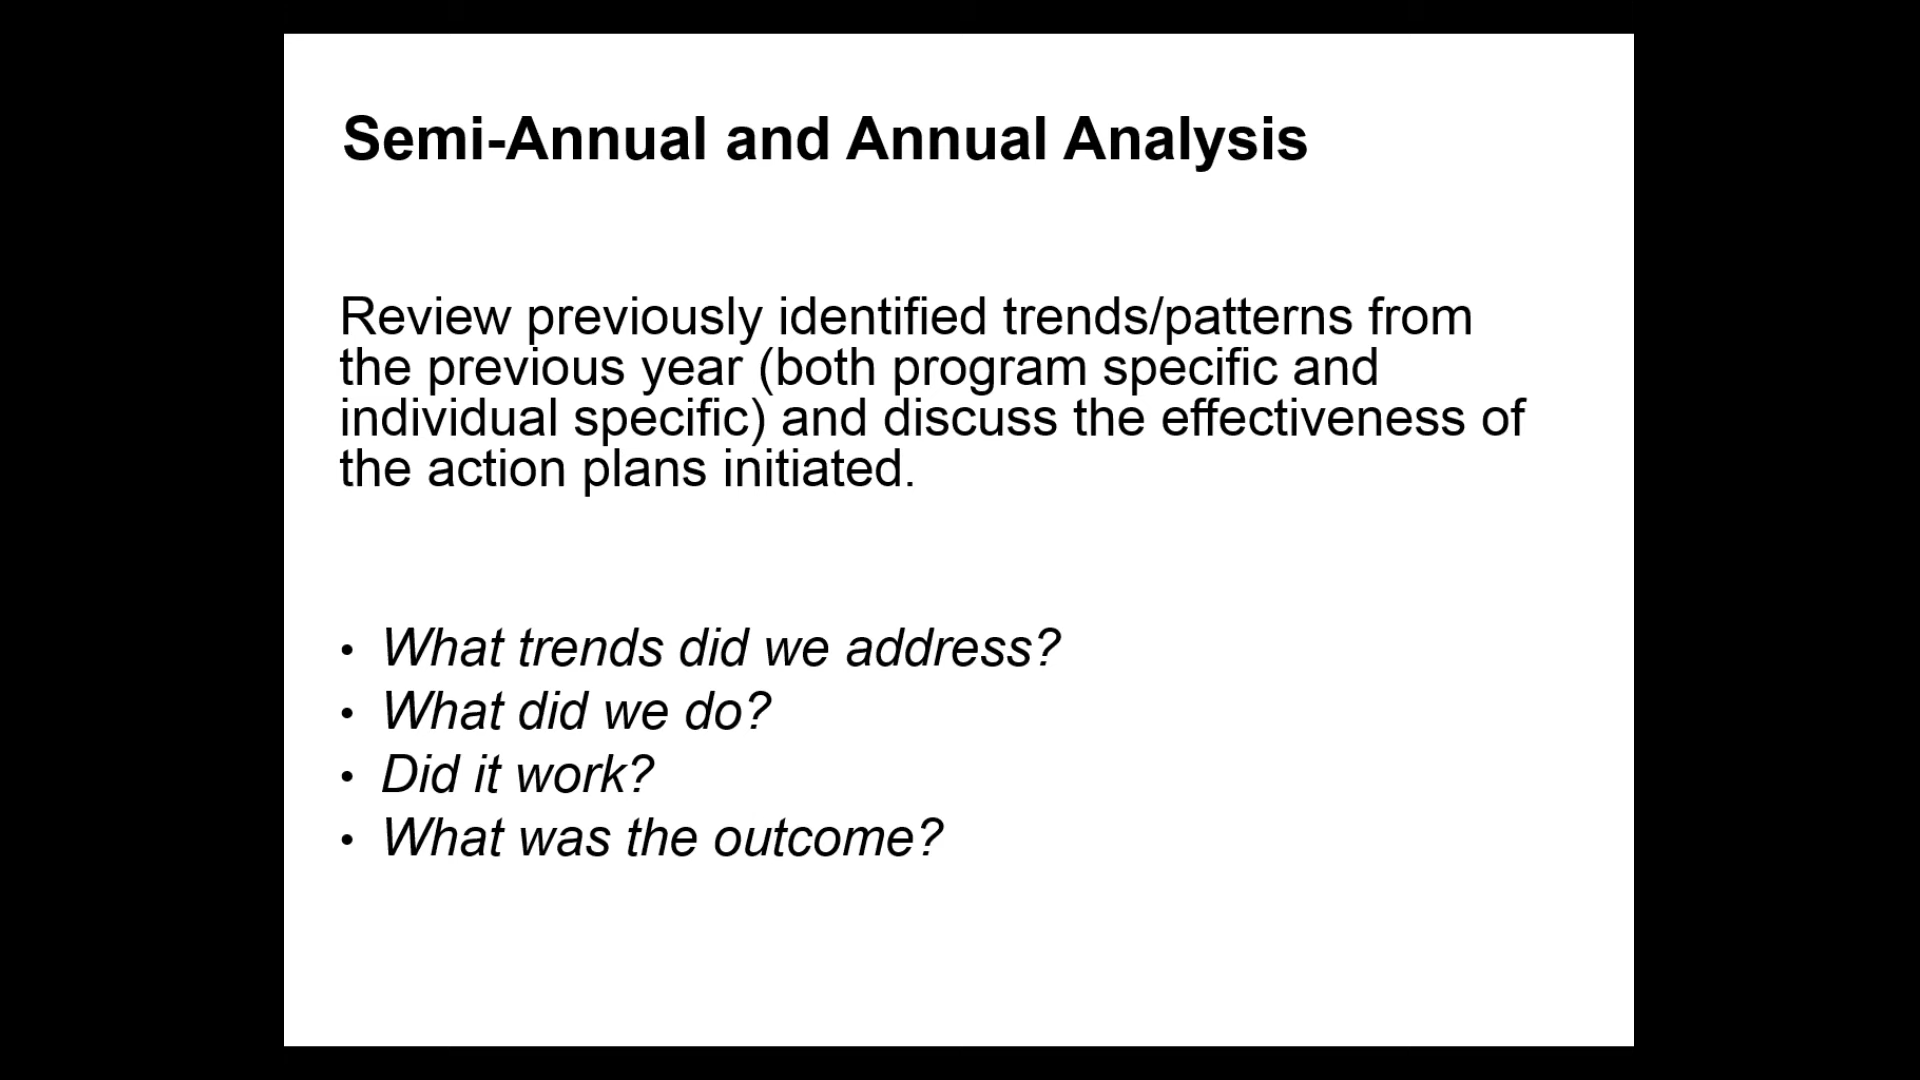 Semi-Annual and Annual Analysis
Review previously identified trends/patterns from
the previous year (both program specific and
individual specific) and discuss the effectiveness of
the action plans initiated.
• What trends did we address?
• What did we do?
• Did it work?
• What was the outcome?